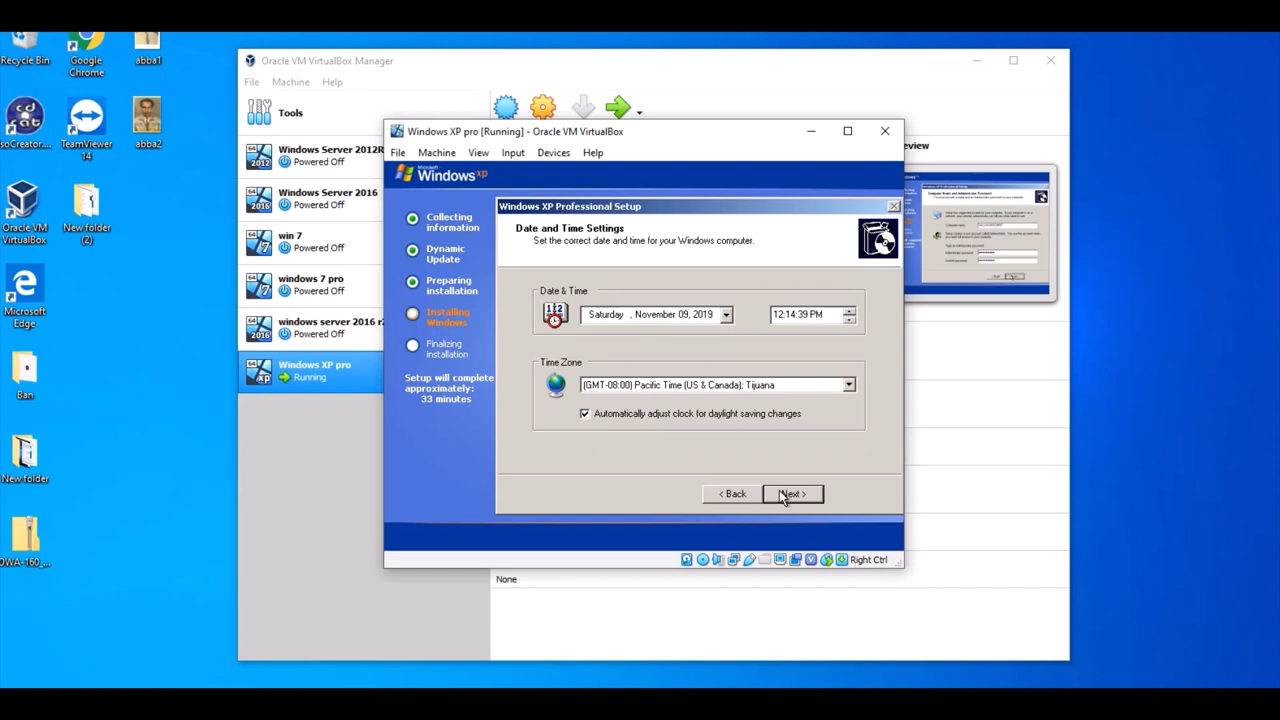 Recycle Bin
Google
Chrome
abba1
soCreator....
TeamViewer
14
abba2
Oracle VM
VirtualBox
New folder
(2)
Microsoft
Edge
Ban
New folder
DWA-160_...
Oracle VM VirtualBox Manager
File Machine Help
Tools
Windows Server 2012R
Powered Off
Windows Server 2016
Powered Off
win 7
Powered Off
windows 7 pro
Powered Off
windows server 2016 r2
Powered Off
Windows XP pro
Running
eview
None
Windows XP pro [Running] - Oracle VM VirtualBox
File Machine View Input Devices Help
Microsoft
Windows xp
Collecting
information
Dynamic
Update
Preparing
installation
Installing
Windows
Finalizing
installation
Setup will complete
approximately:
33 minutes
Windows XP Professional Setup
Date and Time Settings
Set the correct date and time for your Windows computer.
Date & Time
Saturday , November 09, 2019
12:14:39 PM
Time Zone
(GMT-08:00) Pacific Time (US & Canada); Tijuana
Automatically adjust clock for daylight saving changes
< Back
Next >
Right Ctrl